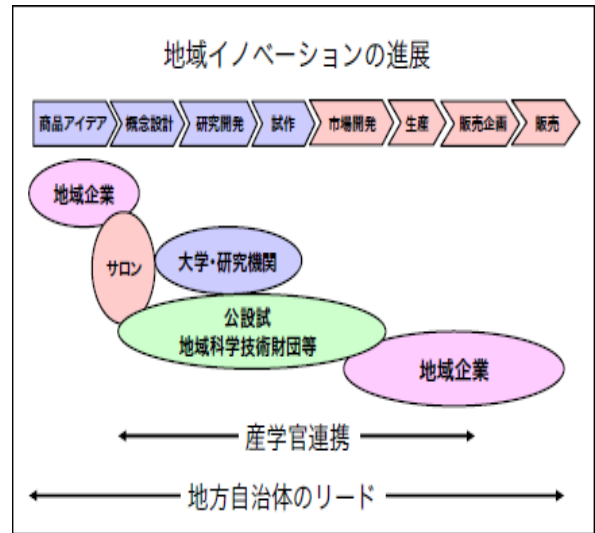 地域イノベーションの進展
商品アイデア 概念設計 研究開発 試作 市場開発 生産 販売企画 販売
地域企業
サロン
大学・研究機関
公設試
地域科学技術財団等
地域企業
産学官連携
地方自治体のリード